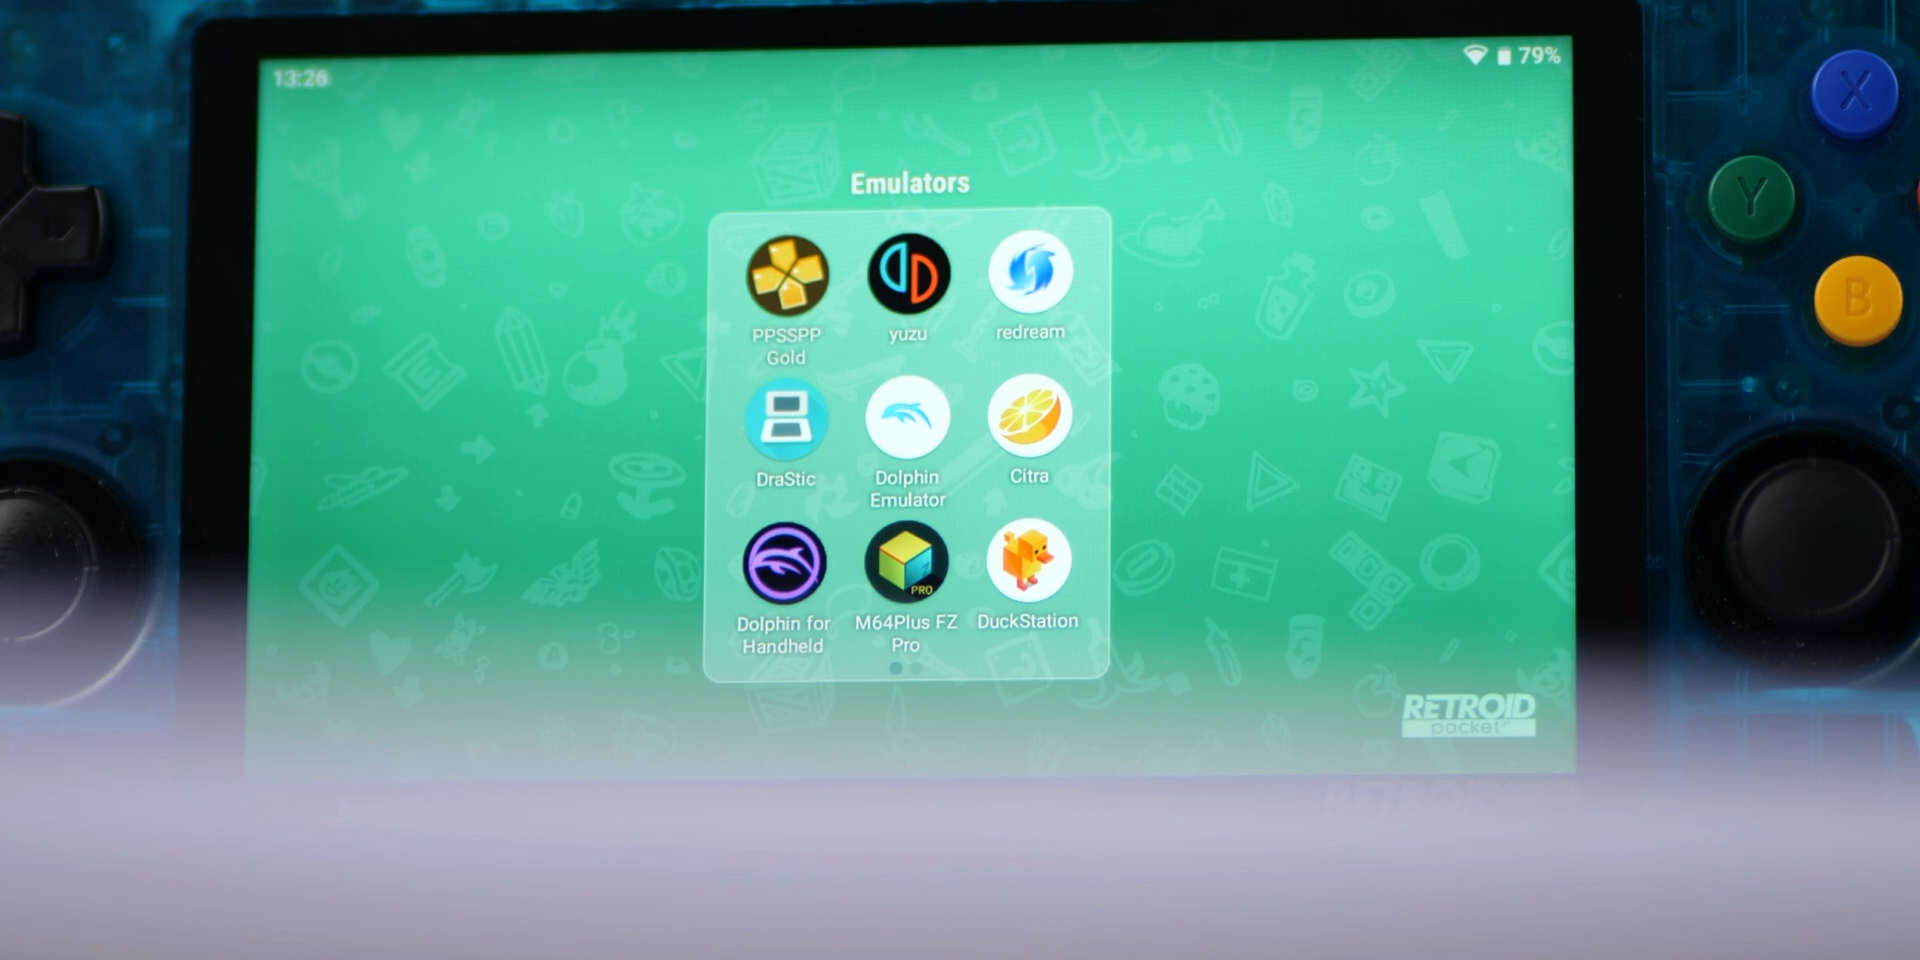 13:26
79%
X
Emulators
Y
PPSSPP
Gold
yuzu
redream
B
DraStic
Dolphin
Emulator
Citra
PRO
Dolphin for
Handheld
M64Plus FZ
Pro
DuckStation
RETROID
pocket